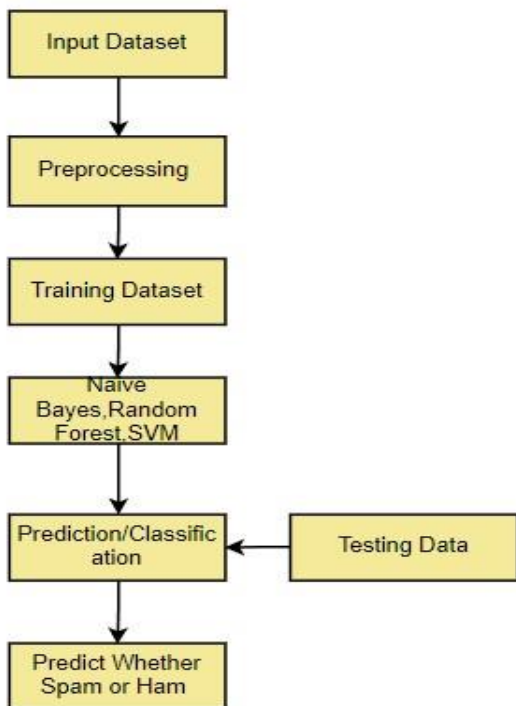 Input Dataset
Preprocessing
Training Dataset
Naive
Bayes,Random
Forest,SVM
Prediction/Classific
ation
Testing Data
Predict Whether
Spam or Ham